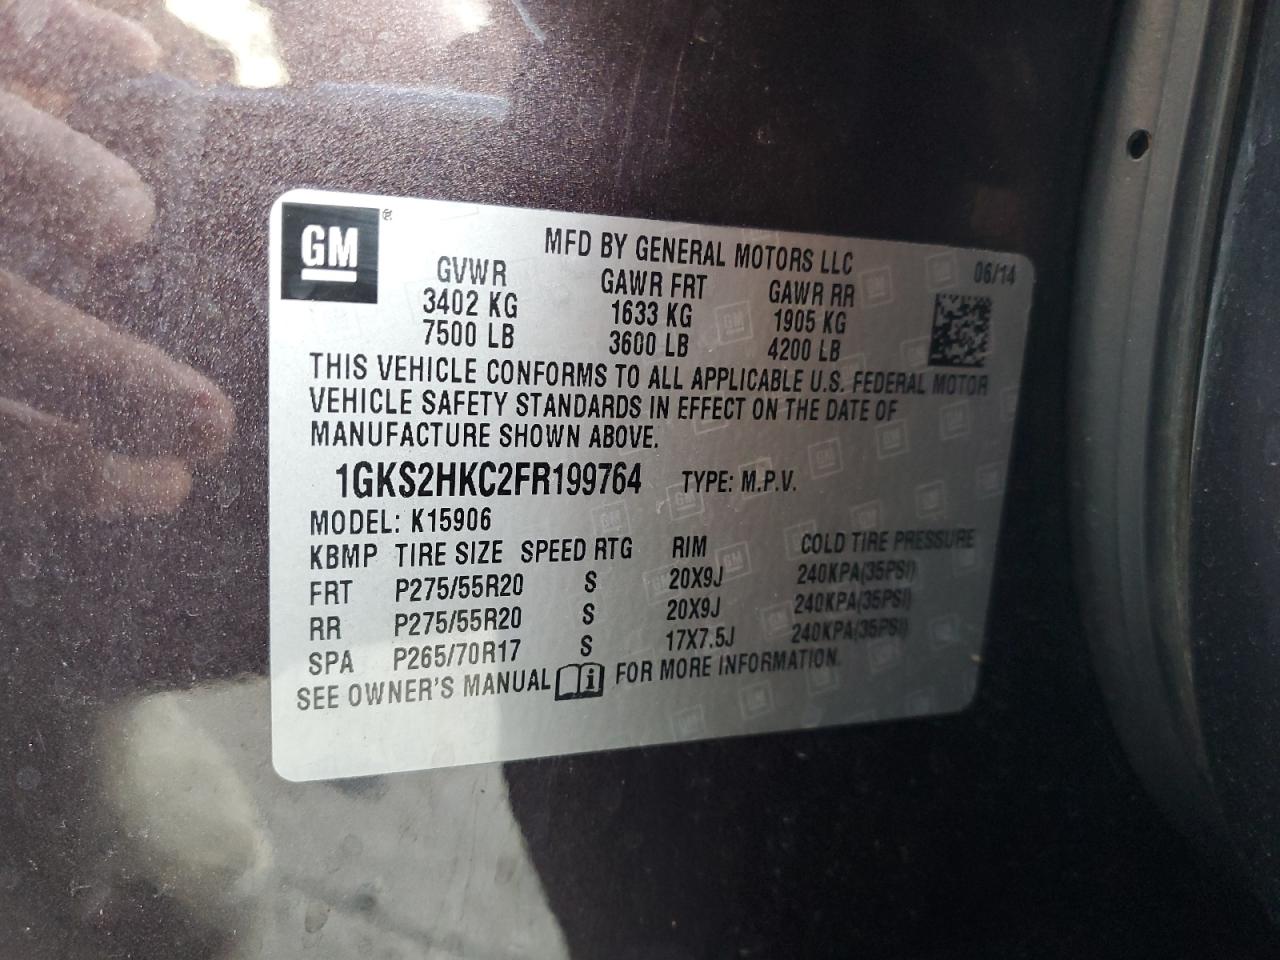 GM ®
MFD BY GENERAL MOTORS LLC
06/14
GVWR GAWR FRT GAWR RR
3402 KG 1633 KG 1905 KG
7500 LB 3600 LB 4200 LB
THIS VEHICLE CONFORMS TO ALL APPLICABLE U.S. FEDERAL MOTOR
VEHICLE SAFETY STANDARDS IN EFFECT ON THE DATE OF
MANUFACTURE SHOWN ABOVE.
1GKS2HKC2FR199764 TYPE: M.P.V.
MODEL: K15906
KBMP TIRE SIZE SPEED RTG RIM COLD TIRE PRESSURE
FRT P275/55R20 S 20X9J 240KPA(35PSI)
RR P275/55R20 S 20X9J 240KPA(35PSI)
SPA P265/70R17 S 17X7.5J 240KPA(35PSI)
SEE OWNER'S MANUAL i FOR MORE INFORMATION.